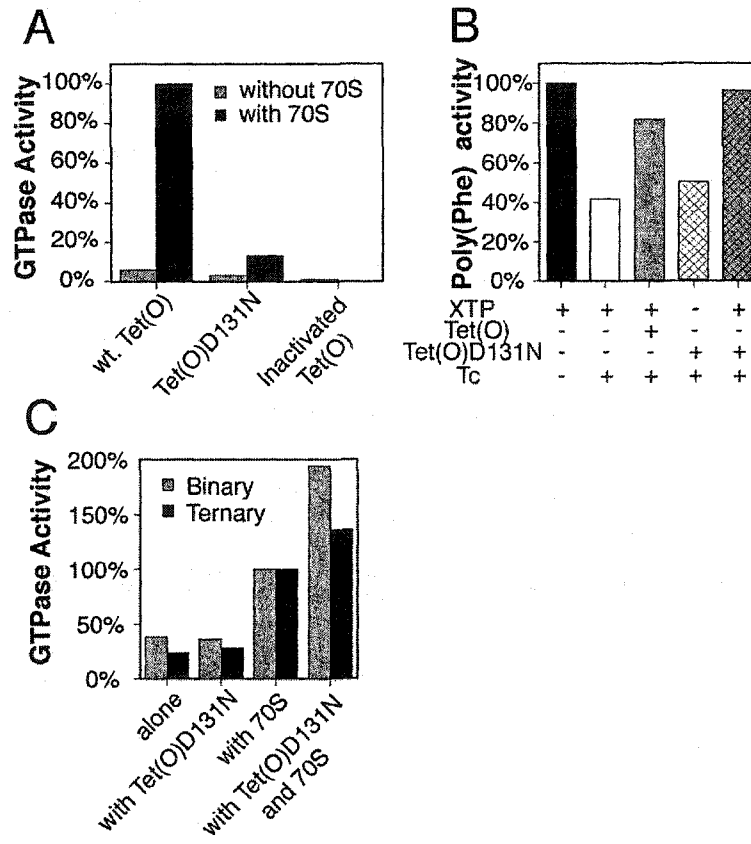 A
GTPase Activity
100%
80%
60%
40%
20%
0%
without 70S
with 70S
wt. Tet(O)
Tet(O)D131N
Inactivated
Tet(O)
B
Poly(Phe) activity
100%
80%
60%
40%
20%
0%
XTP + + + - +
Tet(O) - - + - -
Tet(O)D131N - - - + +
Tc - + + + +
C
GTPase Activity
200%
150%
100%
50%
0%
Binary
Ternary
alone
with Tet(O)D131N
with 70S
with Tet(O)D131N
and 70S